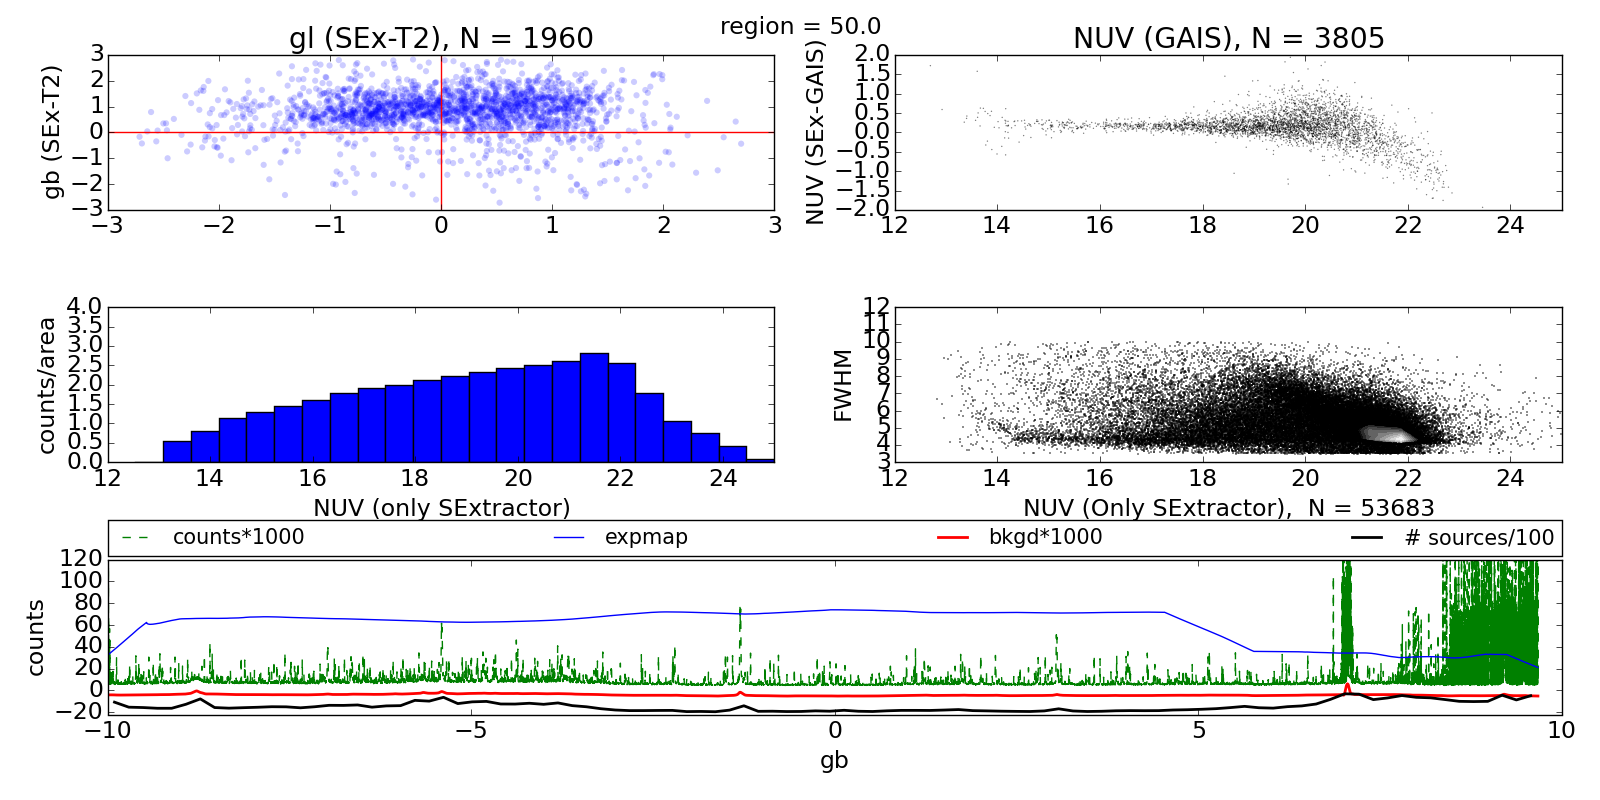 region = 50.0
gl (SEx-T2), N = 1960
gb (SEx-T2)
3
2
1
0
−1
−2
−3
−3 −2 −1 0 1 2 3
NUV (GAIS), N = 3805
NUV (SEx-GAIS)
2.0
1.5
1.0
0.5
0.0
−0.5
−1.0
−1.5
−2.0
12 14 16 18 20 22 24
counts/area
4.0
3.5
3.0
2.5
2.0
1.5
1.0
0.5
0.0
12 14 16 18 20 22 24
NUV (only SExtractor)
FWHM
12
11
10
9
8
7
6
5
4
3
12 14 16 18 20 22 24
NUV (Only SExtractor), N = 53683
counts*1000 expmap bkgd*1000 # sources/100
counts
120
100
80
60
40
20
0
−20
−10 −5 0 5 10
gb